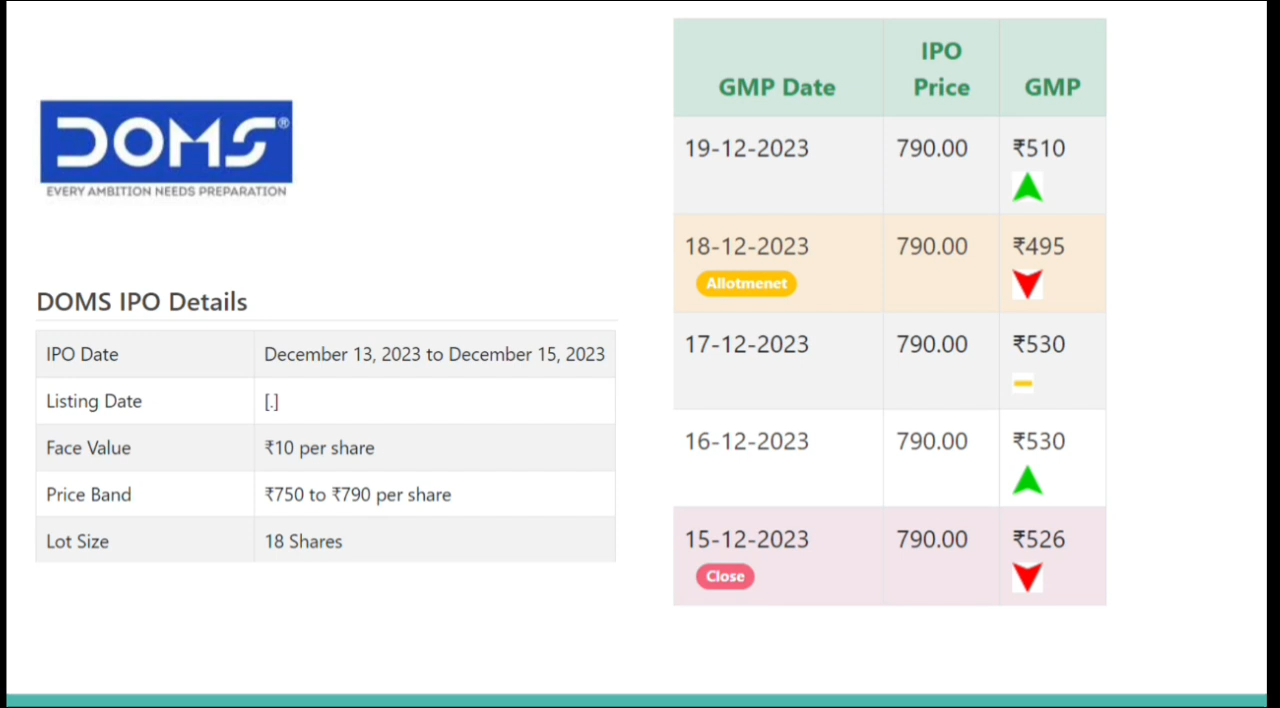 DOMS®
EVERY AMBITION NEEDS PREPARATION
DOMS IPO Details
IPO Date December 13, 2023 to December 15, 2023
Listing Date [.]
Face Value ₹10 per share
Price Band ₹750 to ₹790 per share
Lot Size 18 Shares
GMP Date IPO Price GMP
19-12-2023 790.00 ₹510
18-12-2023 790.00 ₹495
Allotmenet
17-12-2023 790.00 ₹530
16-12-2023 790.00 ₹530
15-12-2023 790.00 ₹526
Close